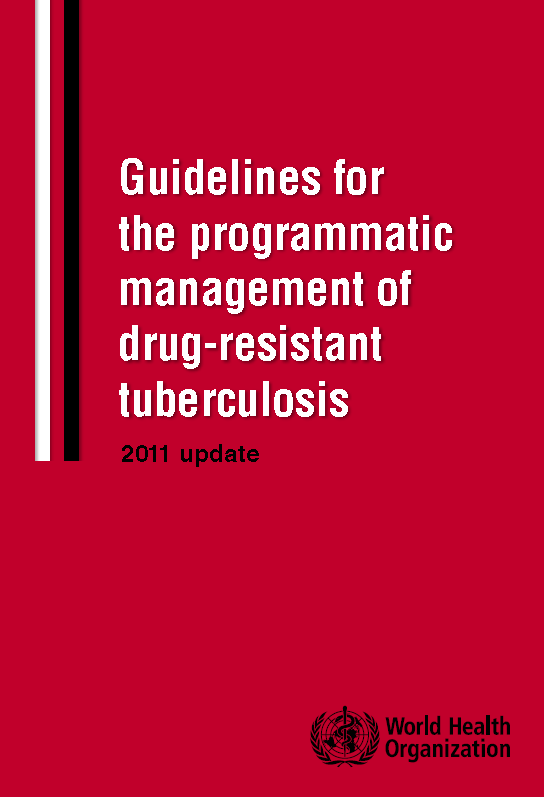 Guidelines for
the programmatic
management of
drug-resistant
tuberculosis
2011 update
World Health
Organization